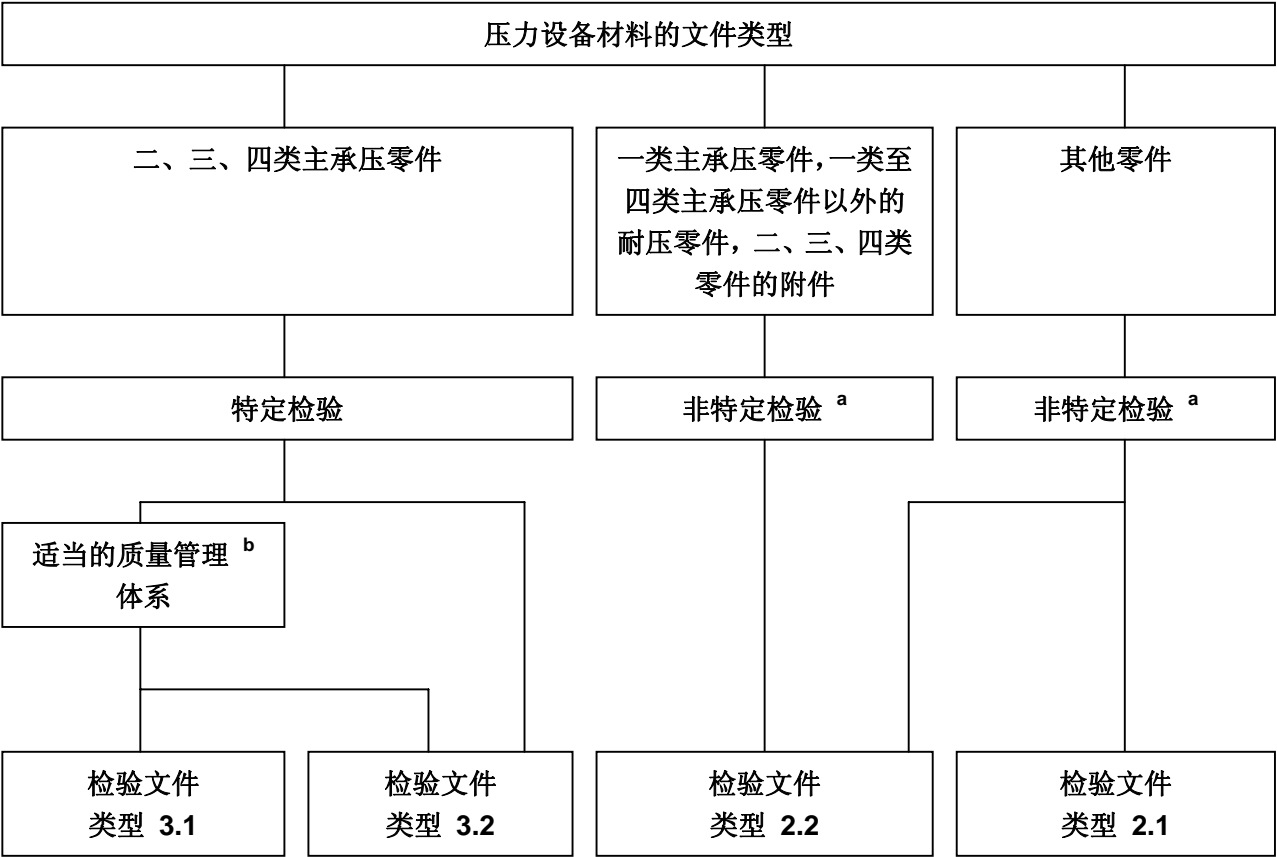 压力设备材料的文件类型
二、三、四类主承压零件
一类主承压零件，一类至
四类主承压零件以外的
耐压零件，二、三、四类
零件的附件
其他零件
特定检验
非特定检验 a
非特定检验 a
适当的质量管理 b
体系
检验文件
类型 3.1
检验文件
类型 3.2
检验文件
类型 2.2
检验文件
类型 2.1